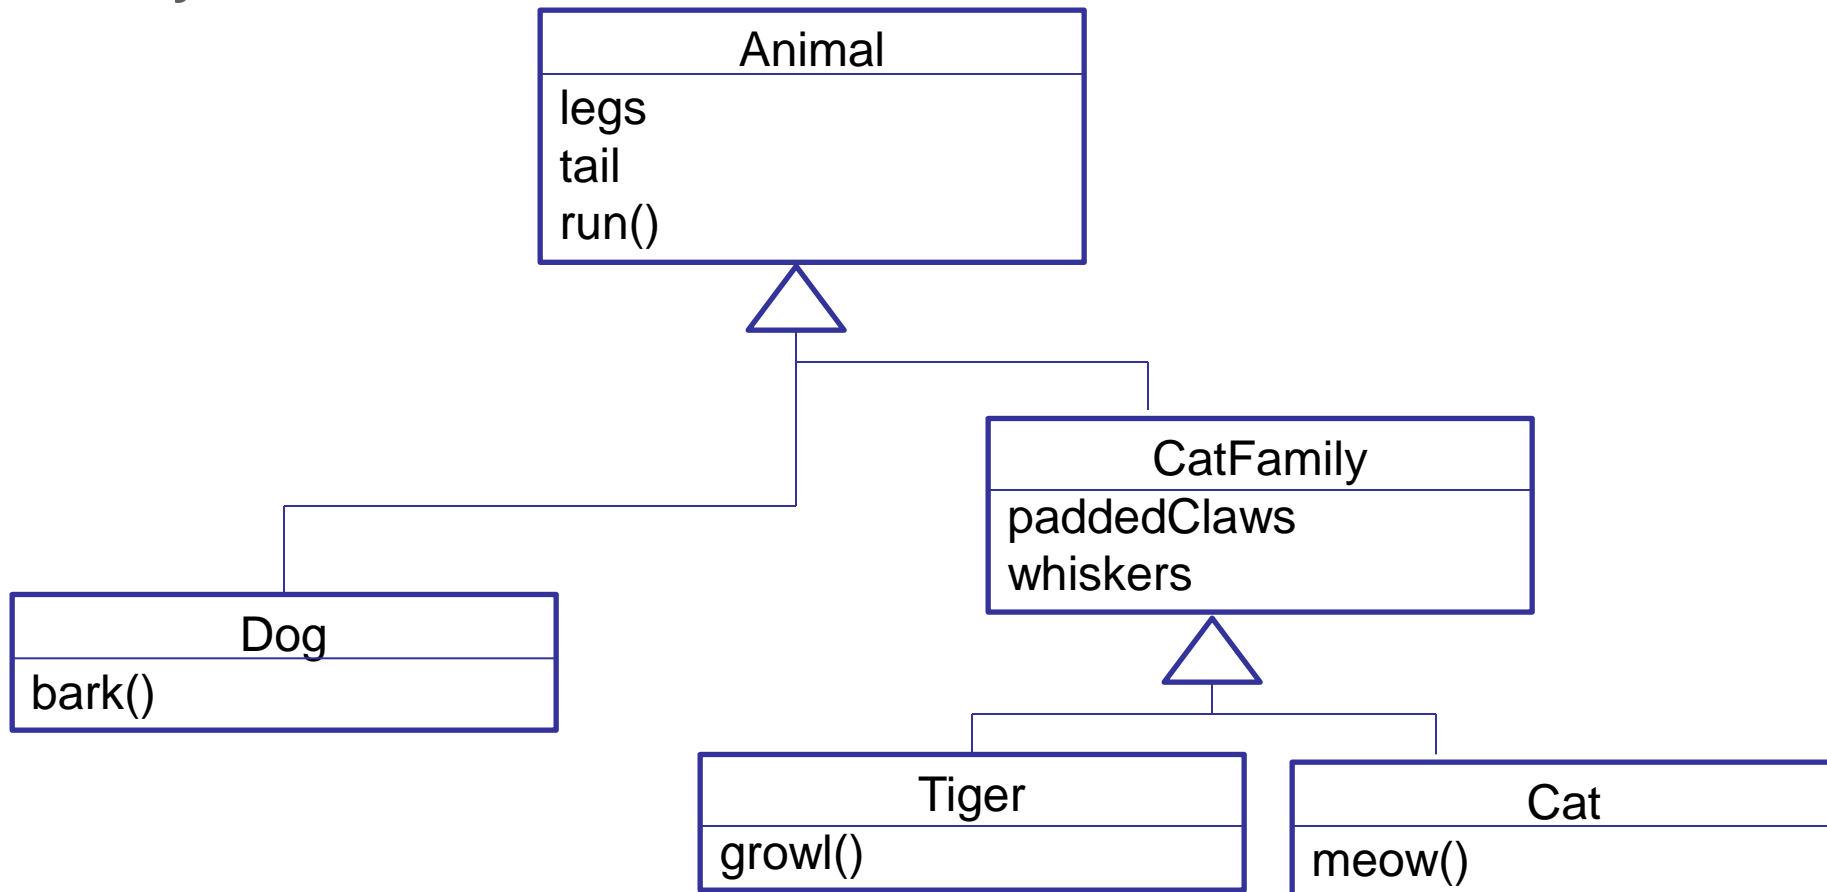 Animal
legs
tail
run()
CatFamily
paddedClaws
whiskers
Dog
bark()
Tiger
growl()
Cat
meow()